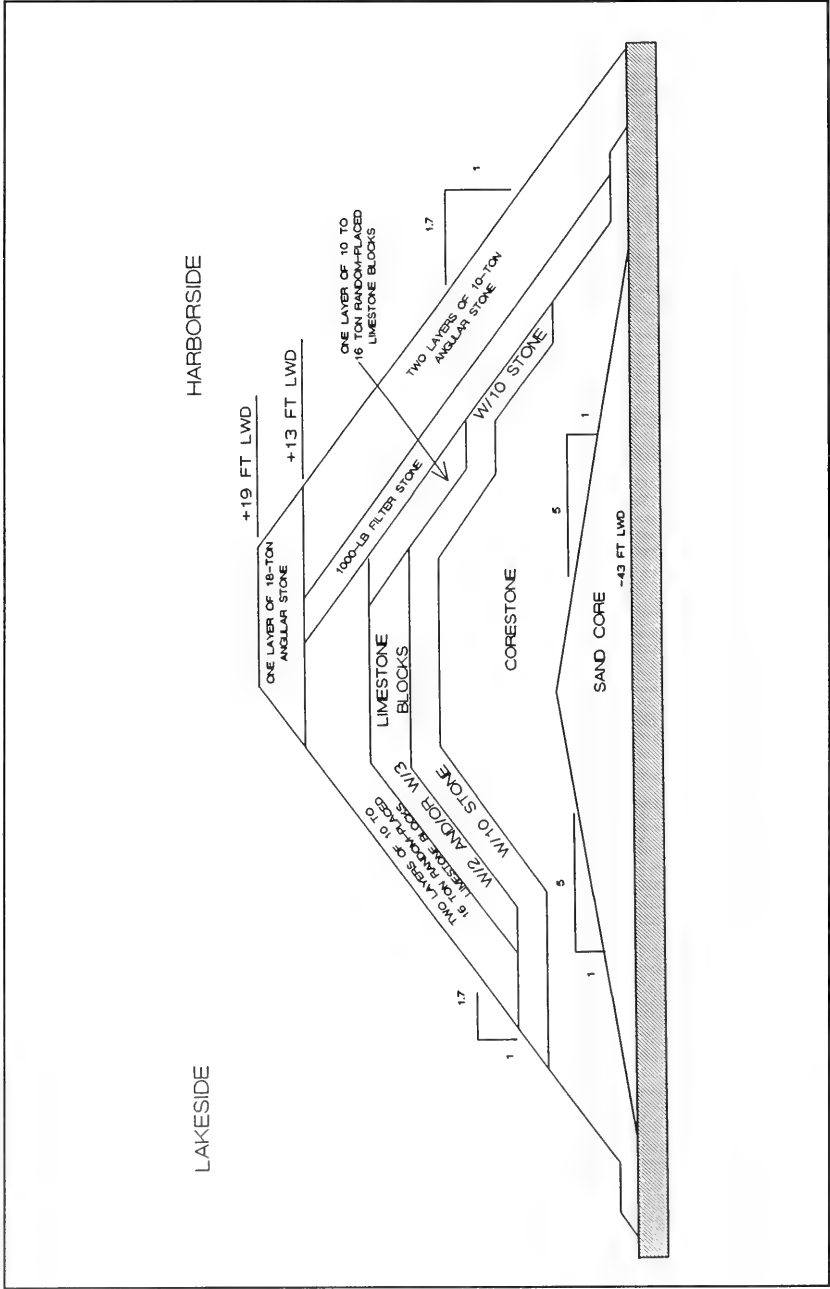 LAKESIDE
HARBORSIDE
+19 FT LWD
+13 FT LWD
ONE LAYER OF 18-TON
ANGULAR STONE
ONE LAYER OF 10 TO
16 TON RANDOM-PLACED
LIMESTONE BLOCKS
1.7
1
TWO LAYERS OF 10-TON
ANGULAR STONE
1000-LB FILTER STONE
W/10 STONE
LIMESTONE
BLOCKS
TWO LAYERS OF 10 TO
16 TON RANDOM-PLACED
LIMESTONE BLOCKS
W/2 AND/OR W/3
W/10 STONE
1.7
1
CORESTONE
5
1
5
1
SAND CORE
-43 FT LWD